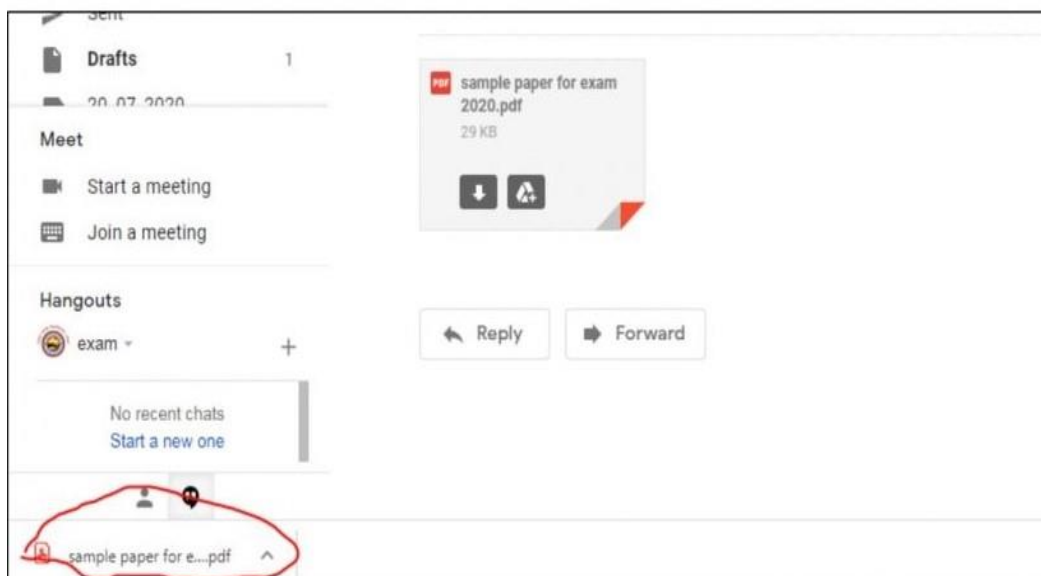 Sent
Drafts 1
20-07-2020
Meet
Start a meeting
Join a meeting
Hangouts
exam
No recent chats
Start a new one
PDF
sample paper for exam
2020.pdf
29 KB
Reply
Forward
sample paper for e....pdf